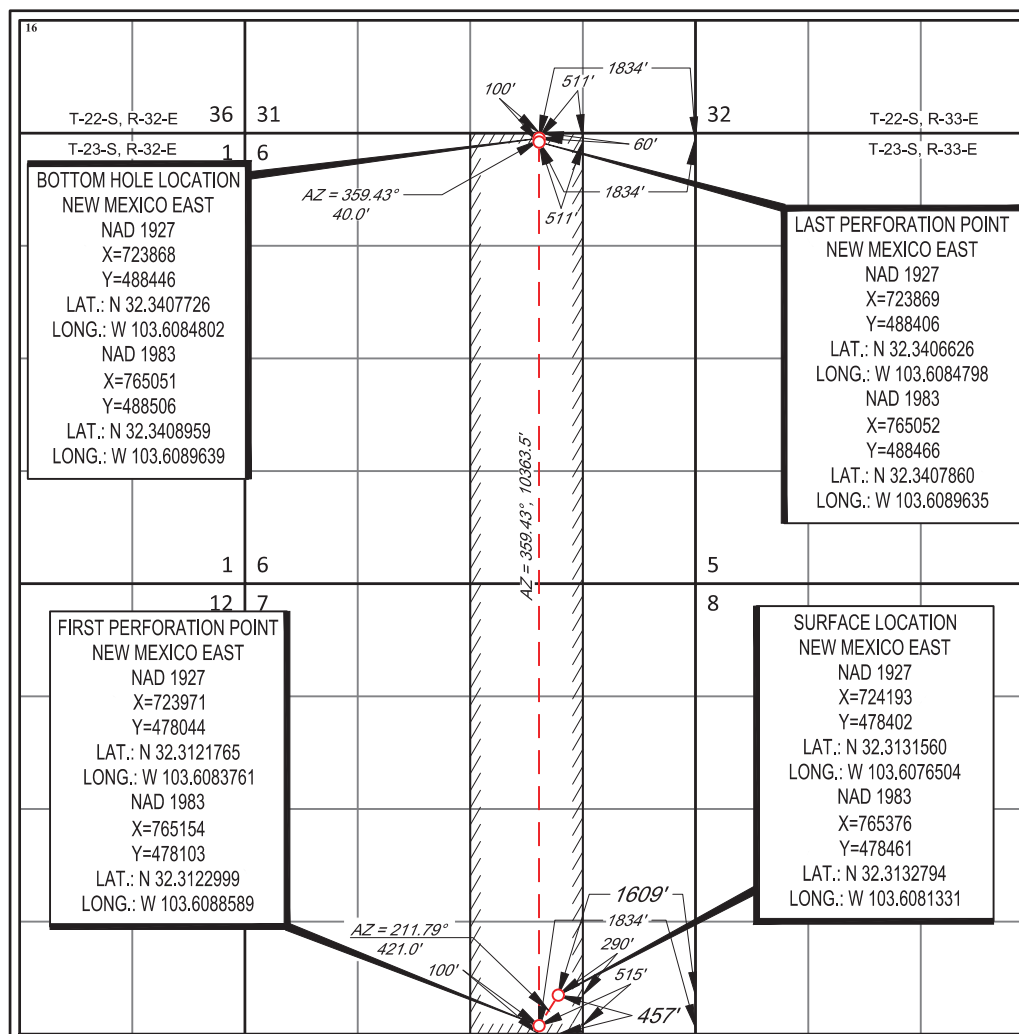 16
1834'
511'
100'
36 31
32
T-22-S, R-32-E
T-22-S, R-33-E
60'
T-23-S, R-32-E
T-23-S, R-33-E
1 6
BOTTOM HOLE LOCATION
NEW MEXICO EAST
NAD 1927
X=723868
Y=488446
LAT.: N 32.3407726
LONG.: W 103.6084802
NAD 1983
X=765051
Y=488506
LAT.: N 32.3408959
LONG.: W 103.6089639
AZ = 359.43°
40.0'
1834'
511'
LAST PERFORATION POINT
NEW MEXICO EAST
NAD 1927
X=723869
Y=488406
LAT.: N 32.3406626
LONG.: W 103.6084798
NAD 1983
X=765052
Y=488466
LAT.: N 32.3407860
LONG.: W 103.6089635
AZ = 359.43°, 10363.5'
1 6
5
12 7
8
FIRST PERFORATION POINT
NEW MEXICO EAST
NAD 1927
X=723971
Y=478044
LAT.: N 32.3121765
LONG.: W 103.6083761
NAD 1983
X=765154
Y=478103
LAT.: N 32.3122999
LONG.: W 103.6088589
SURFACE LOCATION
NEW MEXICO EAST
NAD 1927
X=724193
Y=478402
LAT.: N 32.3131560
LONG.: W 103.6076504
NAD 1983
X=765376
Y=478461
LAT.: N 32.3132794
LONG.: W 103.6081331
1609'
1834'
AZ = 211.79°
421.0'
290'
100'
515'
457'